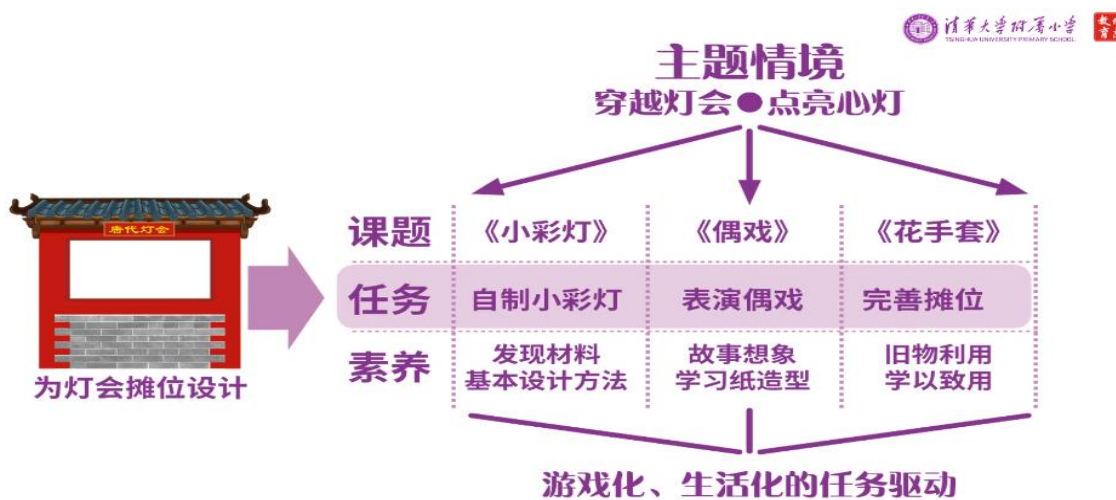 清华大学附属小学
TSINGHUA UNIVERSITY PRIMARY SCHOOL
主题情境
穿越灯会●点亮心灯
唐代灯会
为灯会摊位设计
课题 《小彩灯》 《偶戏》 《花手套》
任务 自制小彩灯 表演偶戏 完善摊位
素养 发现材料 故事想象 旧物利用
基本设计方法 学习纸造型 学以致用
游戏化、生活化的任务驱动